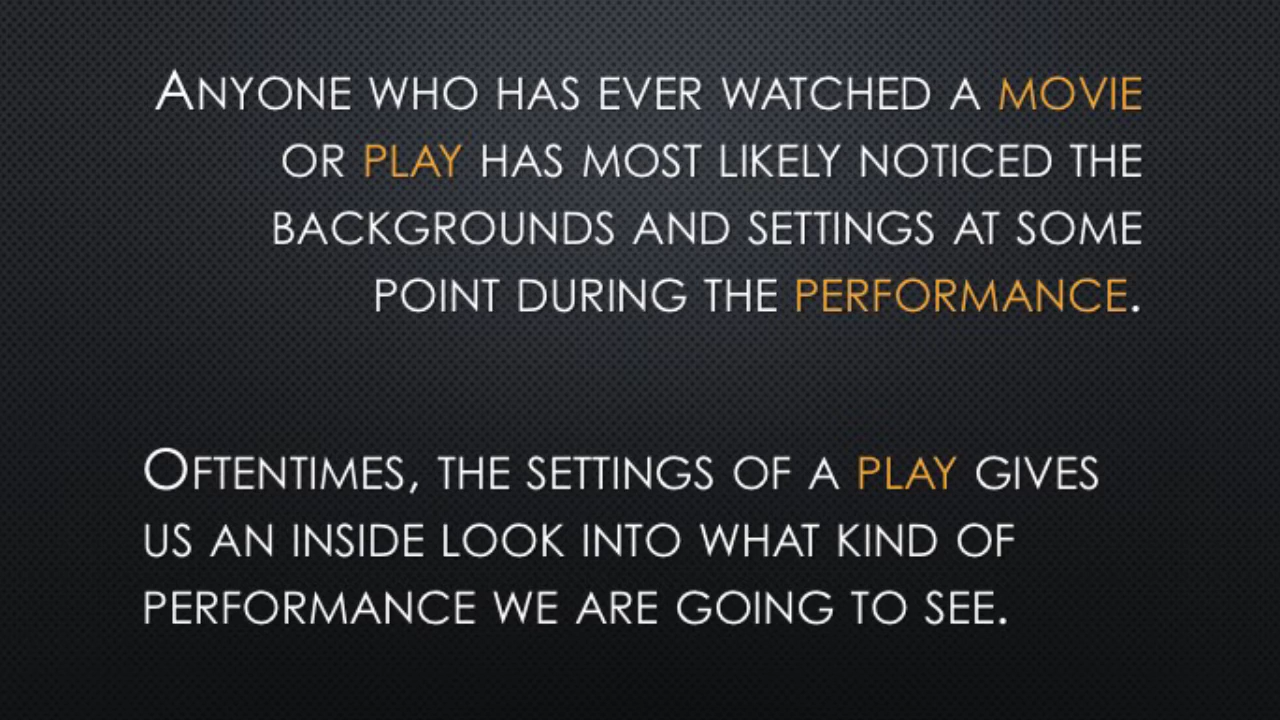 ANYONE WHO HAS EVER WATCHED A MOVIE
OR PLAY HAS MOST LIKELY NOTICED THE
BACKGROUNDS AND SETTINGS AT SOME
POINT DURING THE PERFORMANCE.
OFTENTIMES, THE SETTINGS OF A PLAY GIVES
US AN INSIDE LOOK INTO WHAT KIND OF
PERFORMANCE WE ARE GOING TO SEE.